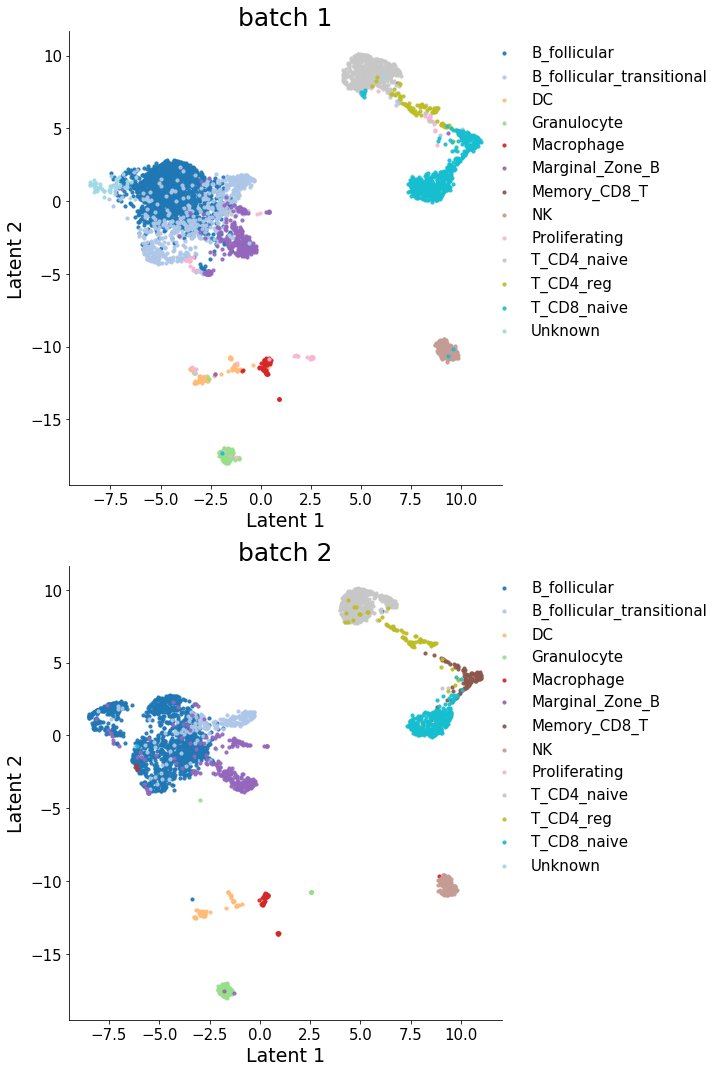 batch 1
10
5
0
−5
−10
−15
Latent 2
−7.5 −5.0 −2.5 0.0 2.5 5.0 7.5 10.0
Latent 1
B_follicular
B_follicular_transitional
DC
Granulocyte
Macrophage
Marginal_Zone_B
Memory_CD8_T
NK
Proliferating
T_CD4_naive
T_CD4_reg
T_CD8_naive
Unknown
batch 2
10
5
0
−5
−10
−15
Latent 2
−7.5 −5.0 −2.5 0.0 2.5 5.0 7.5 10.0
Latent 1
B_follicular
B_follicular_transitional
DC
Granulocyte
Macrophage
Marginal_Zone_B
Memory_CD8_T
NK
Proliferating
T_CD4_naive
T_CD4_reg
T_CD8_naive
Unknown